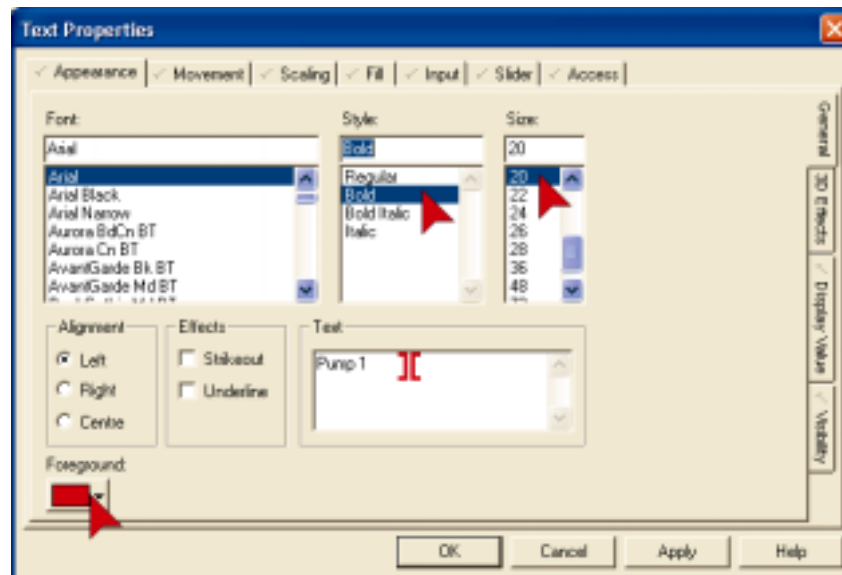 Text Properties
Appearance Movement Scaling Fill Input Slider Access
Font: Style: Size:
Arial Bold 20
Arial Regular 20
Arial Black Bold 22
Arial Narrow Bold Italic 24
Aurora BdCn BT Italic 26
Aurora Cn BT 28
AvantGarde Bk BT 36
AvantGarde Md BT 48
Alignment Effects Text
Left Strikeout Pump 1
Right Underline
Centre
Foreground:
General
3D Effects
Display Value
Visibility
OK Cancel Apply Help